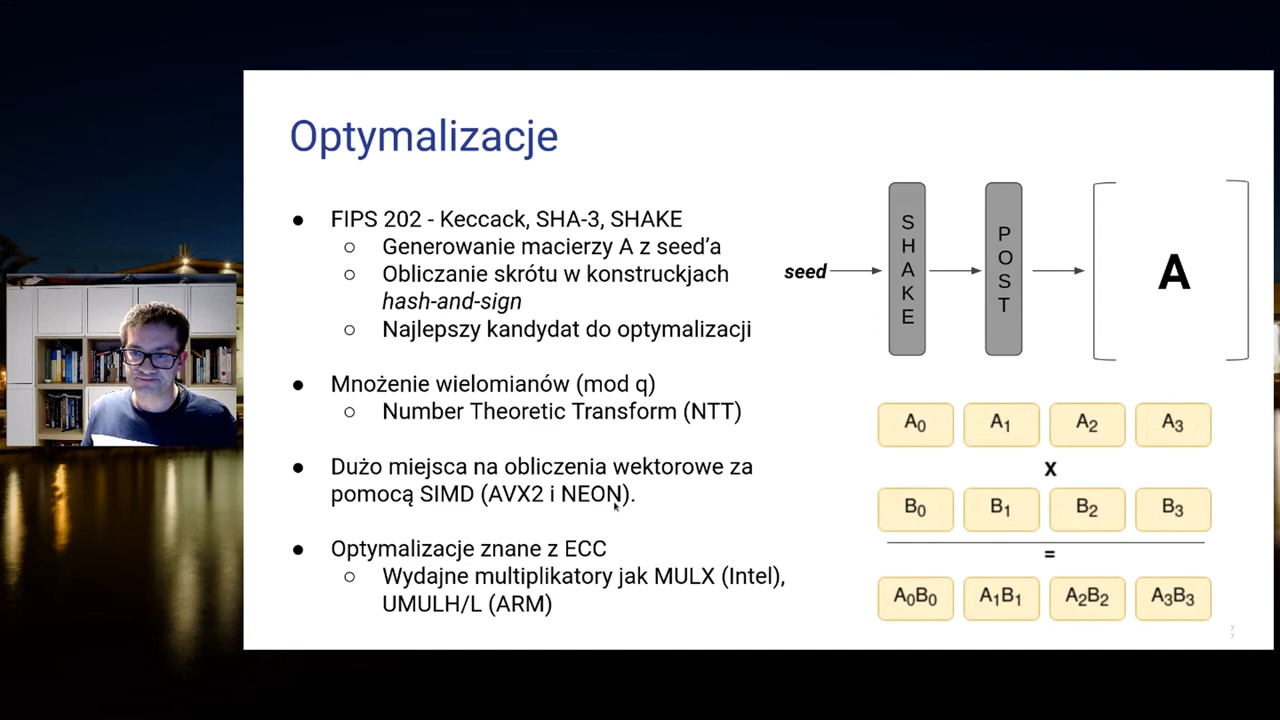 Optymalizacje
● FIPS 202 - Keccack, SHA-3, SHAKE
○ Generowanie macierzy A z seed’a
○ Obliczanie skrótu w konstruckjach
hash-and-sign
○ Najlepszy kandydat do optymalizacji
● Mnożenie wielomianów (mod q)
○ Number Theoretic Transform (NTT)
● Dużo miejsca na obliczenia wektorowe za
pomocą SIMD (AVX2 i NEON).
● Optymalizacje znane z ECC
○ Wydajne multiplikatory jak MULX (Intel),
UMULH/L (ARM)
seed
SHAKE
POST
A
A₀ A₁ A₂ A₃
X
B₀ B₁ B₂ B₃
=
A₀B₀ A₁B₁ A₂B₂ A₃B₃